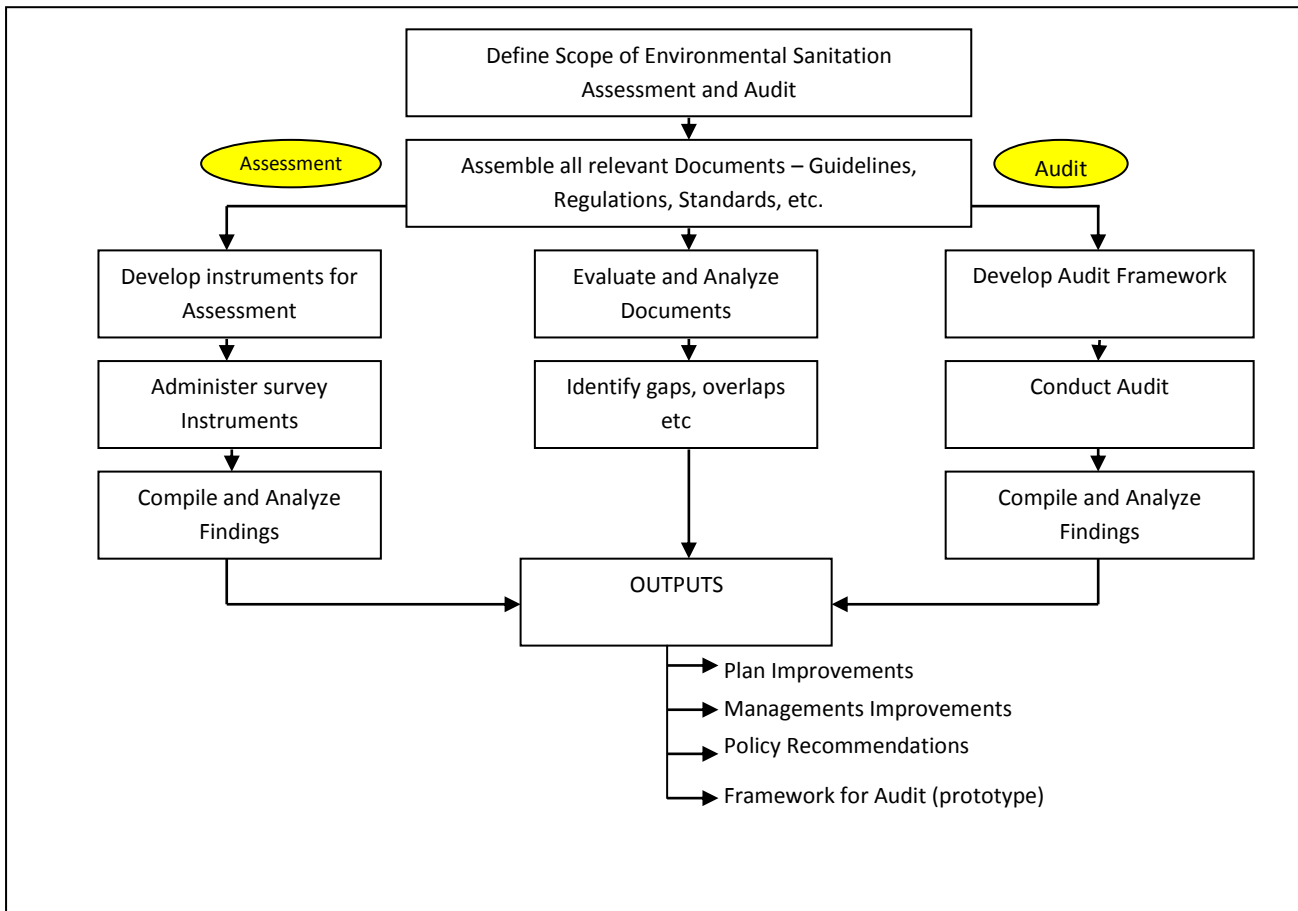 Define Scope of Environmental Sanitation
Assessment and Audit
Assessment
Assemble all relevant Documents – Guidelines,
Regulations, Standards, etc.
Audit
Develop instruments for
Assessment
Evaluate and Analyze
Documents
Develop Audit Framework
Administer survey
Instruments
Identify gaps, overlaps
etc
Conduct Audit
Compile and Analyze
Findings
Compile and Analyze
Findings
OUTPUTS
Plan Improvements
Managements Improvements
Policy Recommendations
Framework for Audit (prototype)